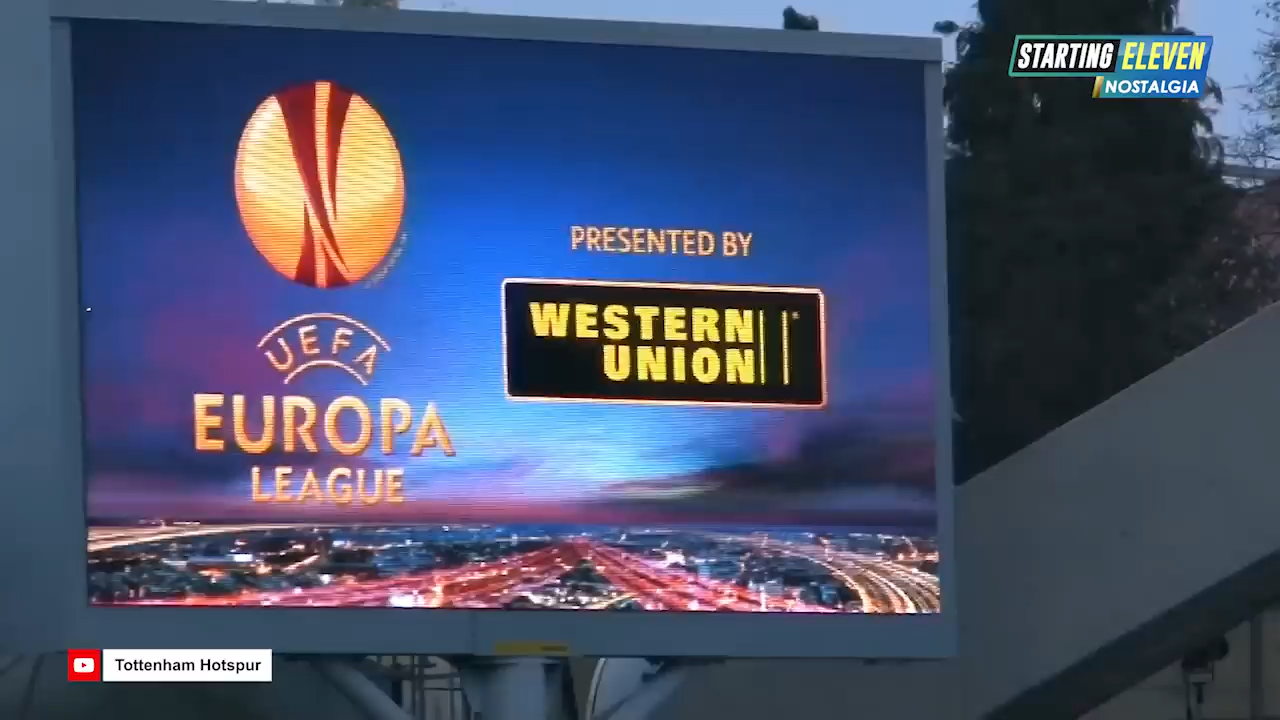 STARTING ELEVEN
NOSTALGIA
PRESENTED BY
WESTERN
UNION
UEFA
EUROPA
LEAGUE
Tottenham Hotspur